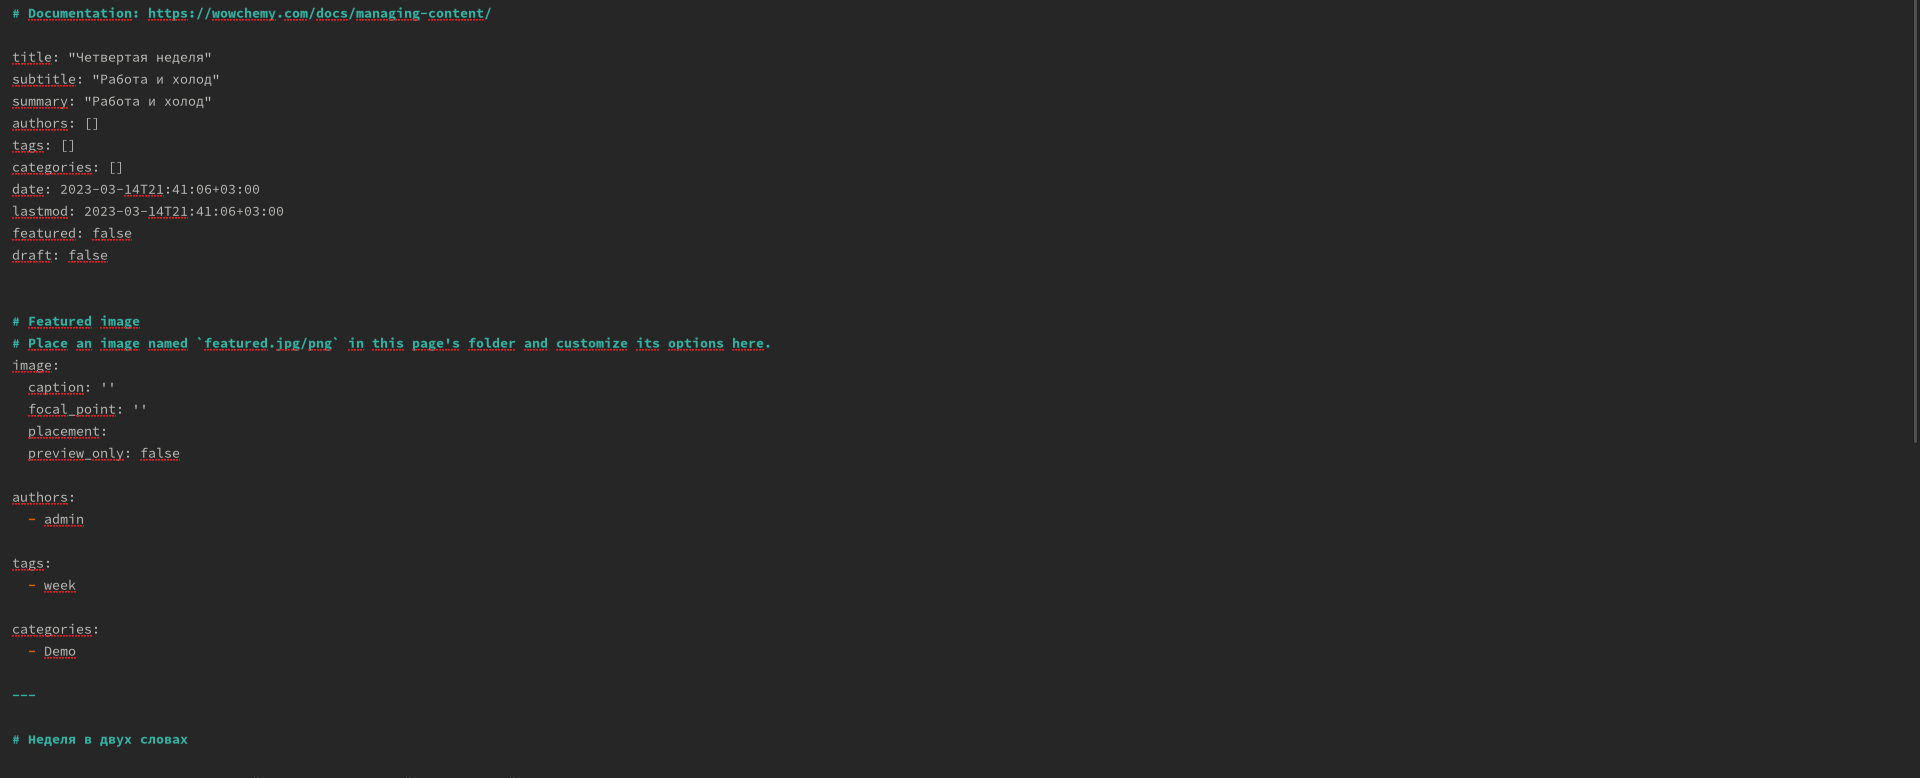 # Documentation: https://wowchemy.com/docs/managing-content/
title: "Четвертая неделя"
subtitle: "Работа и холод"
summary: "Работа и холод"
authors: []
tags: []
categories: []
date: 2023-03-14T21:41:06+03:00
lastmod: 2023-03-14T21:41:06+03:00
featured: false
draft: false
# Featured image
# Place an image named `featured.jpg/png` in this page's folder and customize its options here.
image:
  caption: ''
  focal_point: ''
  placement:
  preview_only: false
authors:
  - admin
tags:
  - week
categories:
  - Demo
---
# Неделя в двух словах